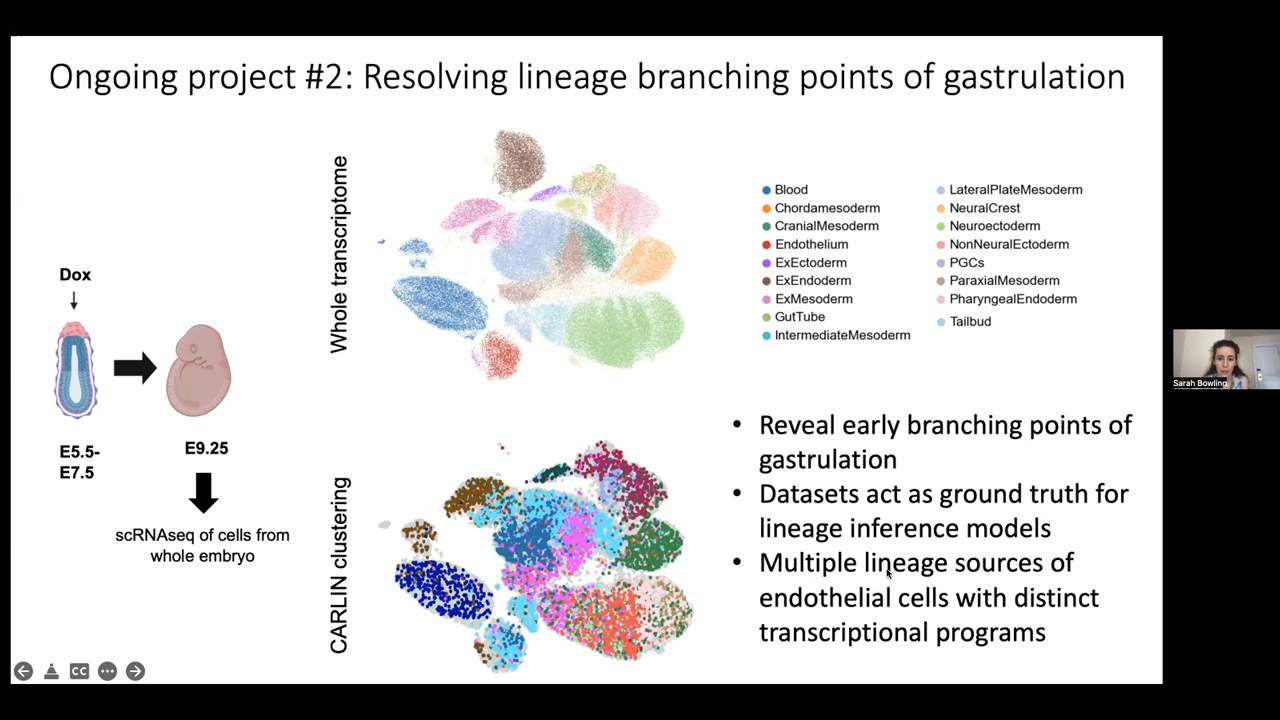 Ongoing project #2: Resolving lineage branching points of gastrulation
Dox
E5.5-
E7.5
E9.25
scRNAseq of cells from
whole embryo
Whole transcriptome
CARLIN clustering
Blood
Chordamesoderm
CranialMesoderm
Endothelium
ExEctoderm
ExEndoderm
ExMesoderm
GutTube
IntermediateMesoderm
LateralPlateMesoderm
NeuralCrest
Neuroectoderm
NonNeuralEctoderm
PGCs
ParaxialMesoderm
PharyngealEndoderm
Tailbud
• Reveal early branching points of
gastrulation
• Datasets act as ground truth for
lineage inference models
• Multiple lineage sources of
endothelial cells with distinct
transcriptional programs
CC
Sarah Bowling